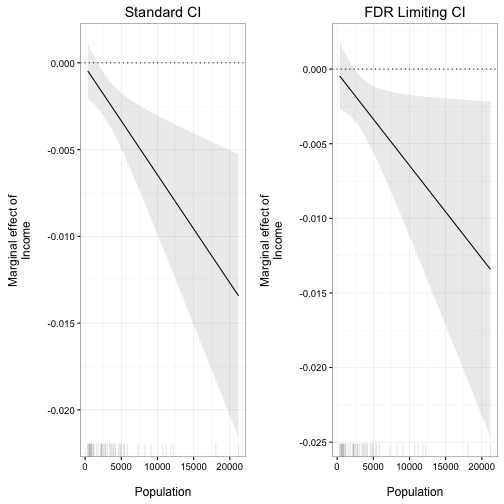 Standard CI
FDR Limiting CI
Marginal effect of
Income
0.000
-0.005
-0.010
-0.015
-0.020
0 5000 10000 15000 20000
Population
Marginal effect of
Income
0.000
-0.005
-0.010
-0.015
-0.020
-0.025
0 5000 10000 15000 20000
Population